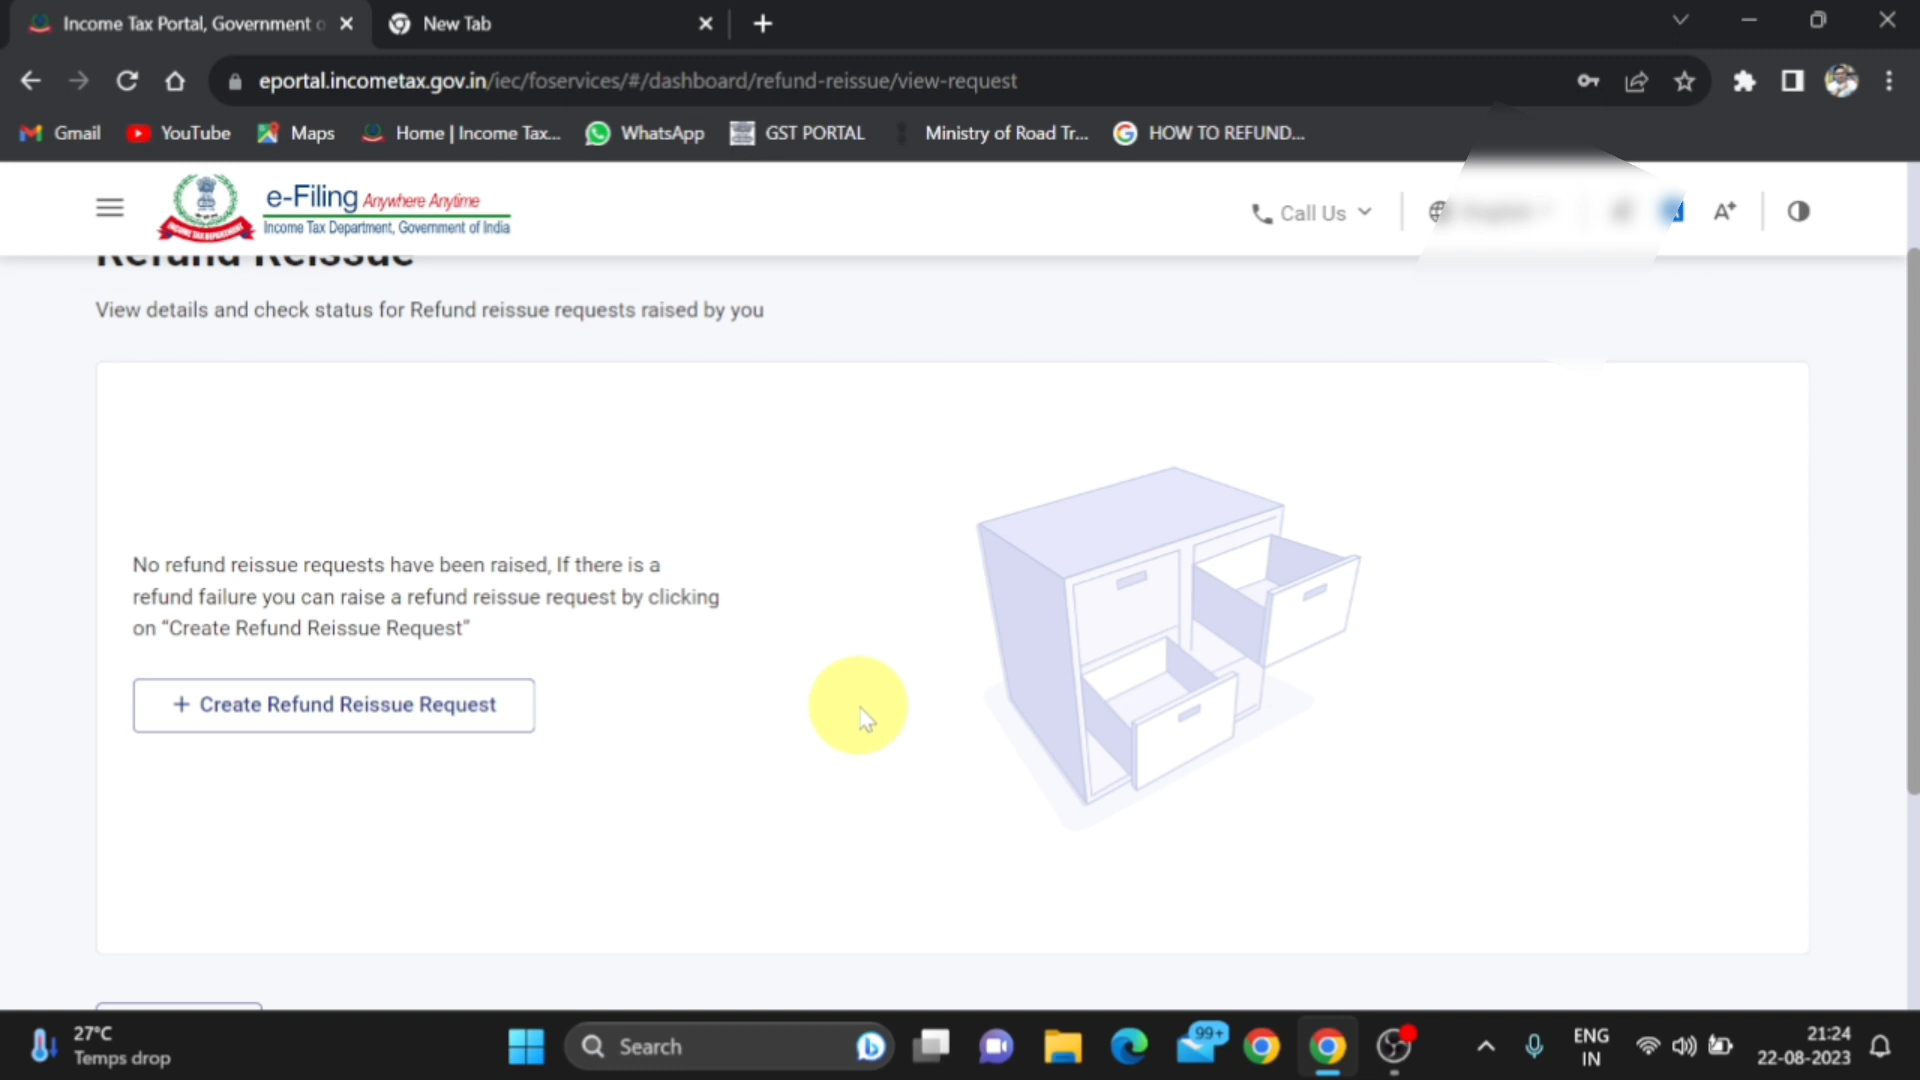 Income Tax Portal, Government o
New Tab
eportal.incometax.gov.in/iec/foservices/#/dashboard/refund-reissue/view-request
Gmail
YouTube
Maps
Home | Income Tax...
WhatsApp
GST PORTAL
Ministry of Road Tr...
HOW TO REFUND...
e-Filing Anywhere Anytime
Income Tax Department, Government of India
INCOME TAX DEPARTMENT
Call Us
A+
Refund Reissue
View details and check status for Refund reissue requests raised by you
No refund reissue requests have been raised, If there is a
refund failure you can raise a refund reissue request by clicking
on “Create Refund Reissue Request”
+ Create Refund Reissue Request
27°C
Temps drop
Search
99+
ENG
IN
21:24
22-08-2023